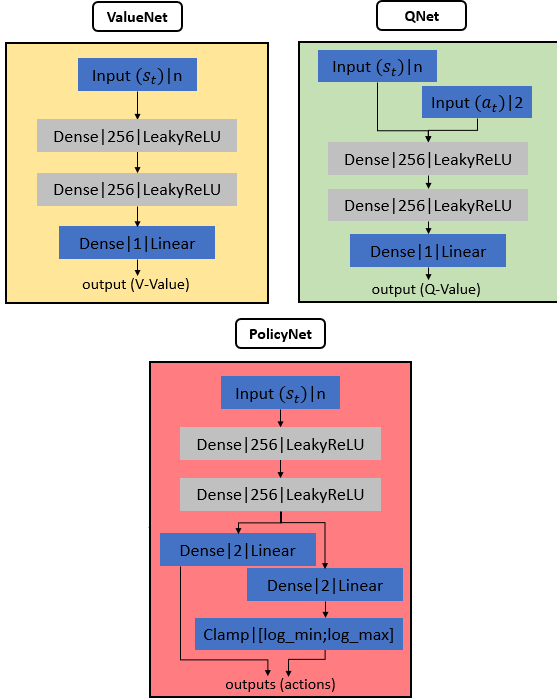 ValueNet
Input (s_t)|n
Dense|256|LeakyReLU
Dense|256|LeakyReLU
Dense|1|Linear
output (V-Value)
QNet
Input (s_t)|n
Input (a_t)|2
Dense|256|LeakyReLU
Dense|256|LeakyReLU
Dense|1|Linear
output (Q-Value)
PolicyNet
Input (s_t)|n
Dense|256|LeakyReLU
Dense|256|LeakyReLU
Dense|2|Linear
Dense|2|Linear
Clamp|[log_min;log_max]
outputs (actions)